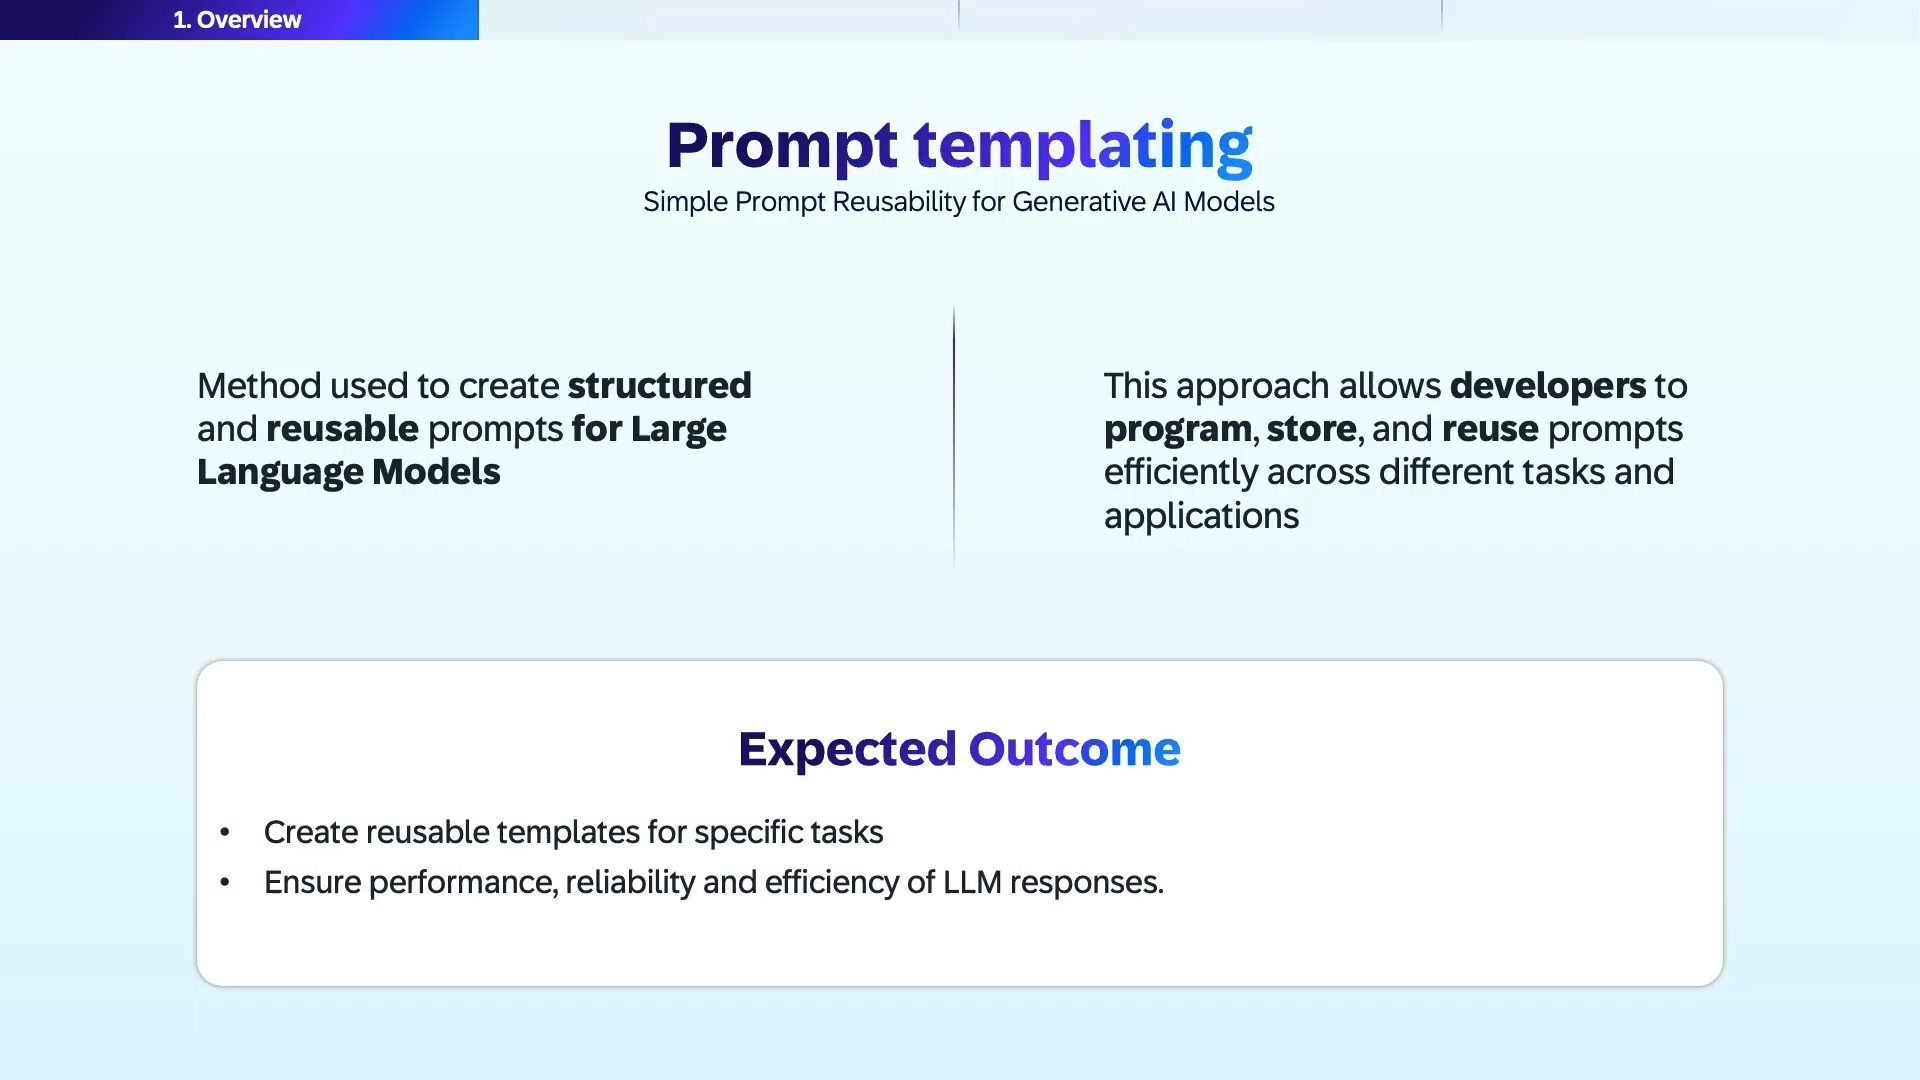 1. Overview
Prompt templating
Simple Prompt Reusability for Generative AI Models
Method used to create structured
and reusable prompts for Large
Language Models
This approach allows developers to
program, store, and reuse prompts
efficiently across different tasks and
applications
Expected Outcome
• Create reusable templates for specific tasks
• Ensure performance, reliability and efficiency of LLM responses.